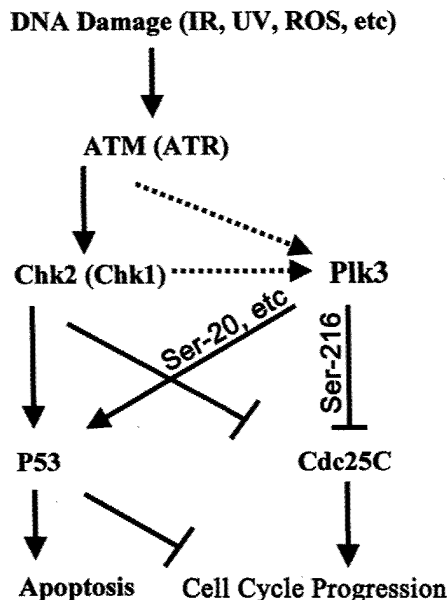 DNA Damage (IR, UV, ROS, etc)
ATM (ATR)
Chk2 (Chk1)
Plk3
Ser-20, etc
Ser-216
P53
Cdc25C
Apoptosis
Cell Cycle Progression